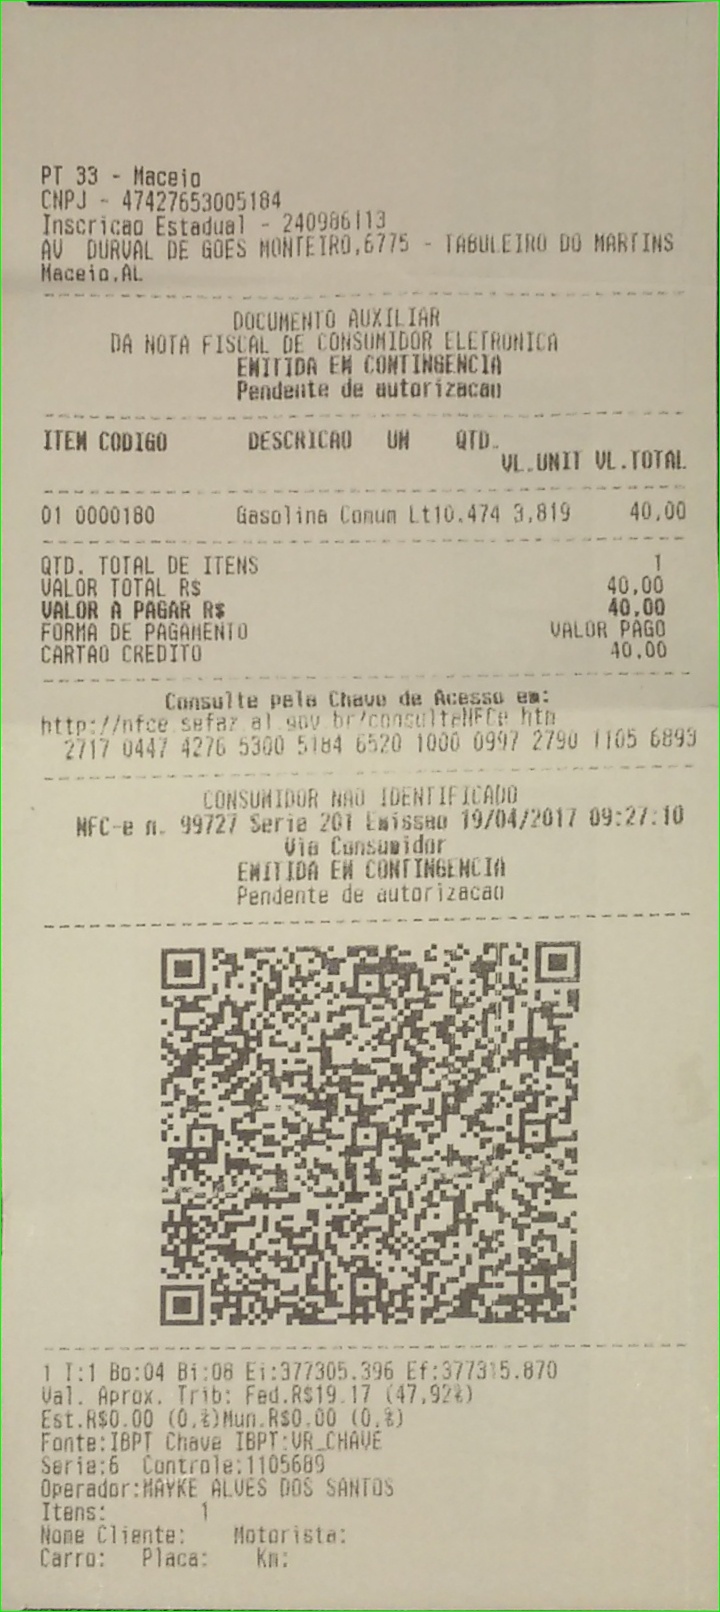 PT 33 - Maceio
CNPJ - 47427653005184
Inscricao Estadual - 240986113
AV DURVAL DE GOES MONTEIRO,6775 - TABULEIRO DO MARTINS
Maceio,AL
DOCUMENTO AUXILIAR
DA NOTA FISCAL DE CONSUMIDOR ELETRONICA
EMITIDA EM CONTINGENCIA
Pendente de autorizacao
ITEM CODIGO DESCRICAO UM QTD.
VL.UNIT VL.TOTAL
01 0000180 Gasolina Comum Lt10.474 3,819 40,00
QTD. TOTAL DE ITENS 1
VALOR TOTAL R$ 40,00
VALOR A PAGAR R$ 40,00
FORMA DE PAGAMENTO VALOR PAGO
CARTAO CREDITO 40,00
Consulte pela Chave de Acesso em:
http://nfce.sefaz.al.gov.br/consultaNFCe.htm
2717 0447 4276 5300 5184 6520 1000 0997 2790 1105 6893
CONSUMIDOR NAO IDENTIFICADO
NFC-e n. 99727 Serie 201 Emissao 19/04/2017 09:27:10
Via Consumidor
EMITIDA EM CONTINGENCIA
Pendente de autorizacao
1 T:1 Bo:04 Bi:08 Ei:377305.396 Ef:377315.870
Val. Aprox. Trib: Fed.R$19.17 (47,92%)
Est.R$0.00 (0,%)Mun.R$0.00 (0,%)
Fonte:IBPT Chave IBPT:VR_CHAVE
Serie:6 Controle:1105689
Operador:MAYKE ALVES DOS SANTOS
Itens: 1
Nome Cliente: Motorista:
Carro: Placa: Km: